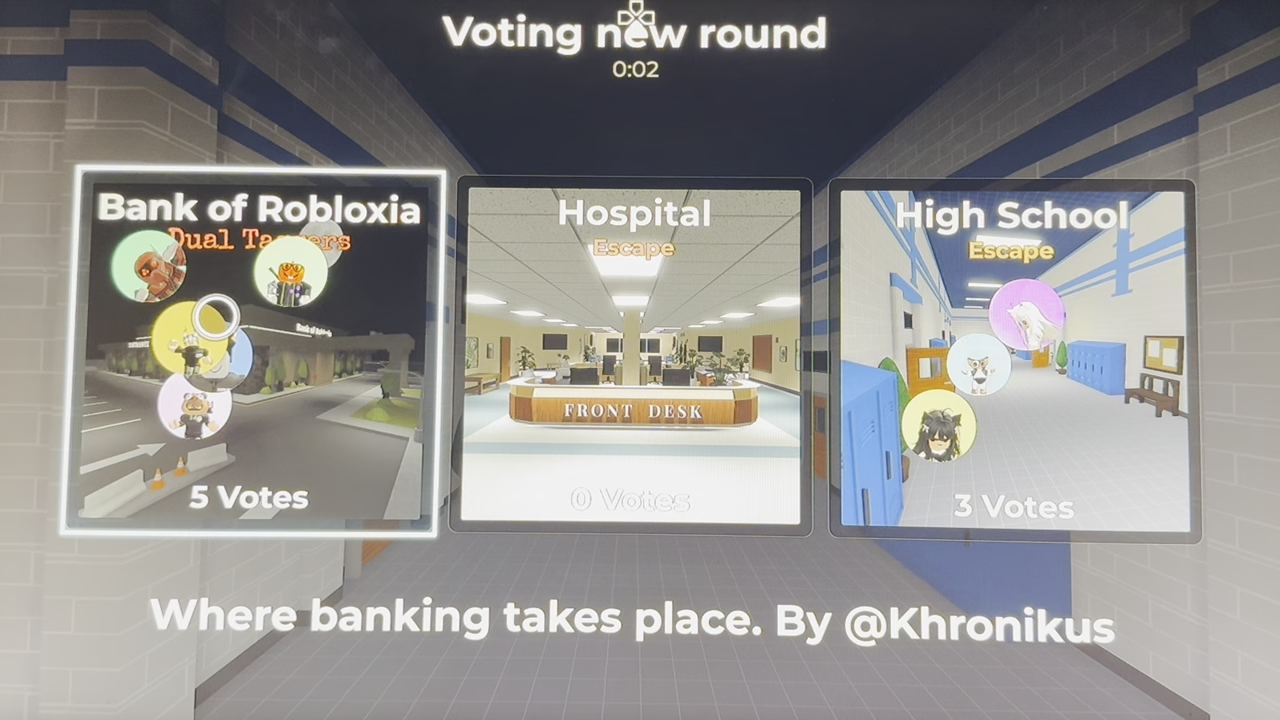 Voting new round
0:02
Bank of Robloxia
Dual Taggers
5 Votes
Hospital
Escape
FRONT DESK
0 Votes
High School
Escape
3 Votes
Where banking takes place. By @Khronikus